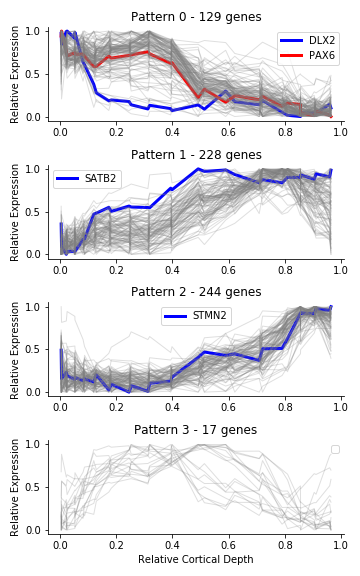 Pattern 0 - 129 genes
Relative Expression
1.0
0.5
0.0
DLX2
PAX6
0.0 0.2 0.4 0.6 0.8 1.0
Pattern 1 - 228 genes
Relative Expression
1.0
0.5
0.0
SATB2
0.0 0.2 0.4 0.6 0.8 1.0
Pattern 2 - 244 genes
Relative Expression
1.0
0.5
0.0
STMN2
0.0 0.2 0.4 0.6 0.8 1.0
Pattern 3 - 17 genes
Relative Expression
1.0
0.5
0.0
0.0 0.2 0.4 0.6 0.8 1.0
Relative Cortical Depth